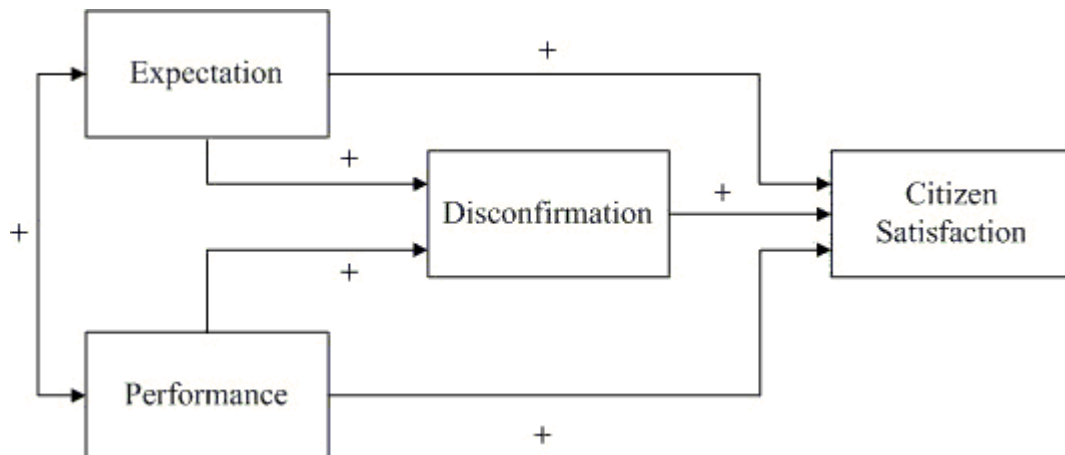 +
Expectation
+
+
Disconfirmation
+
Citizen
Satisfaction
+
+
Performance
+